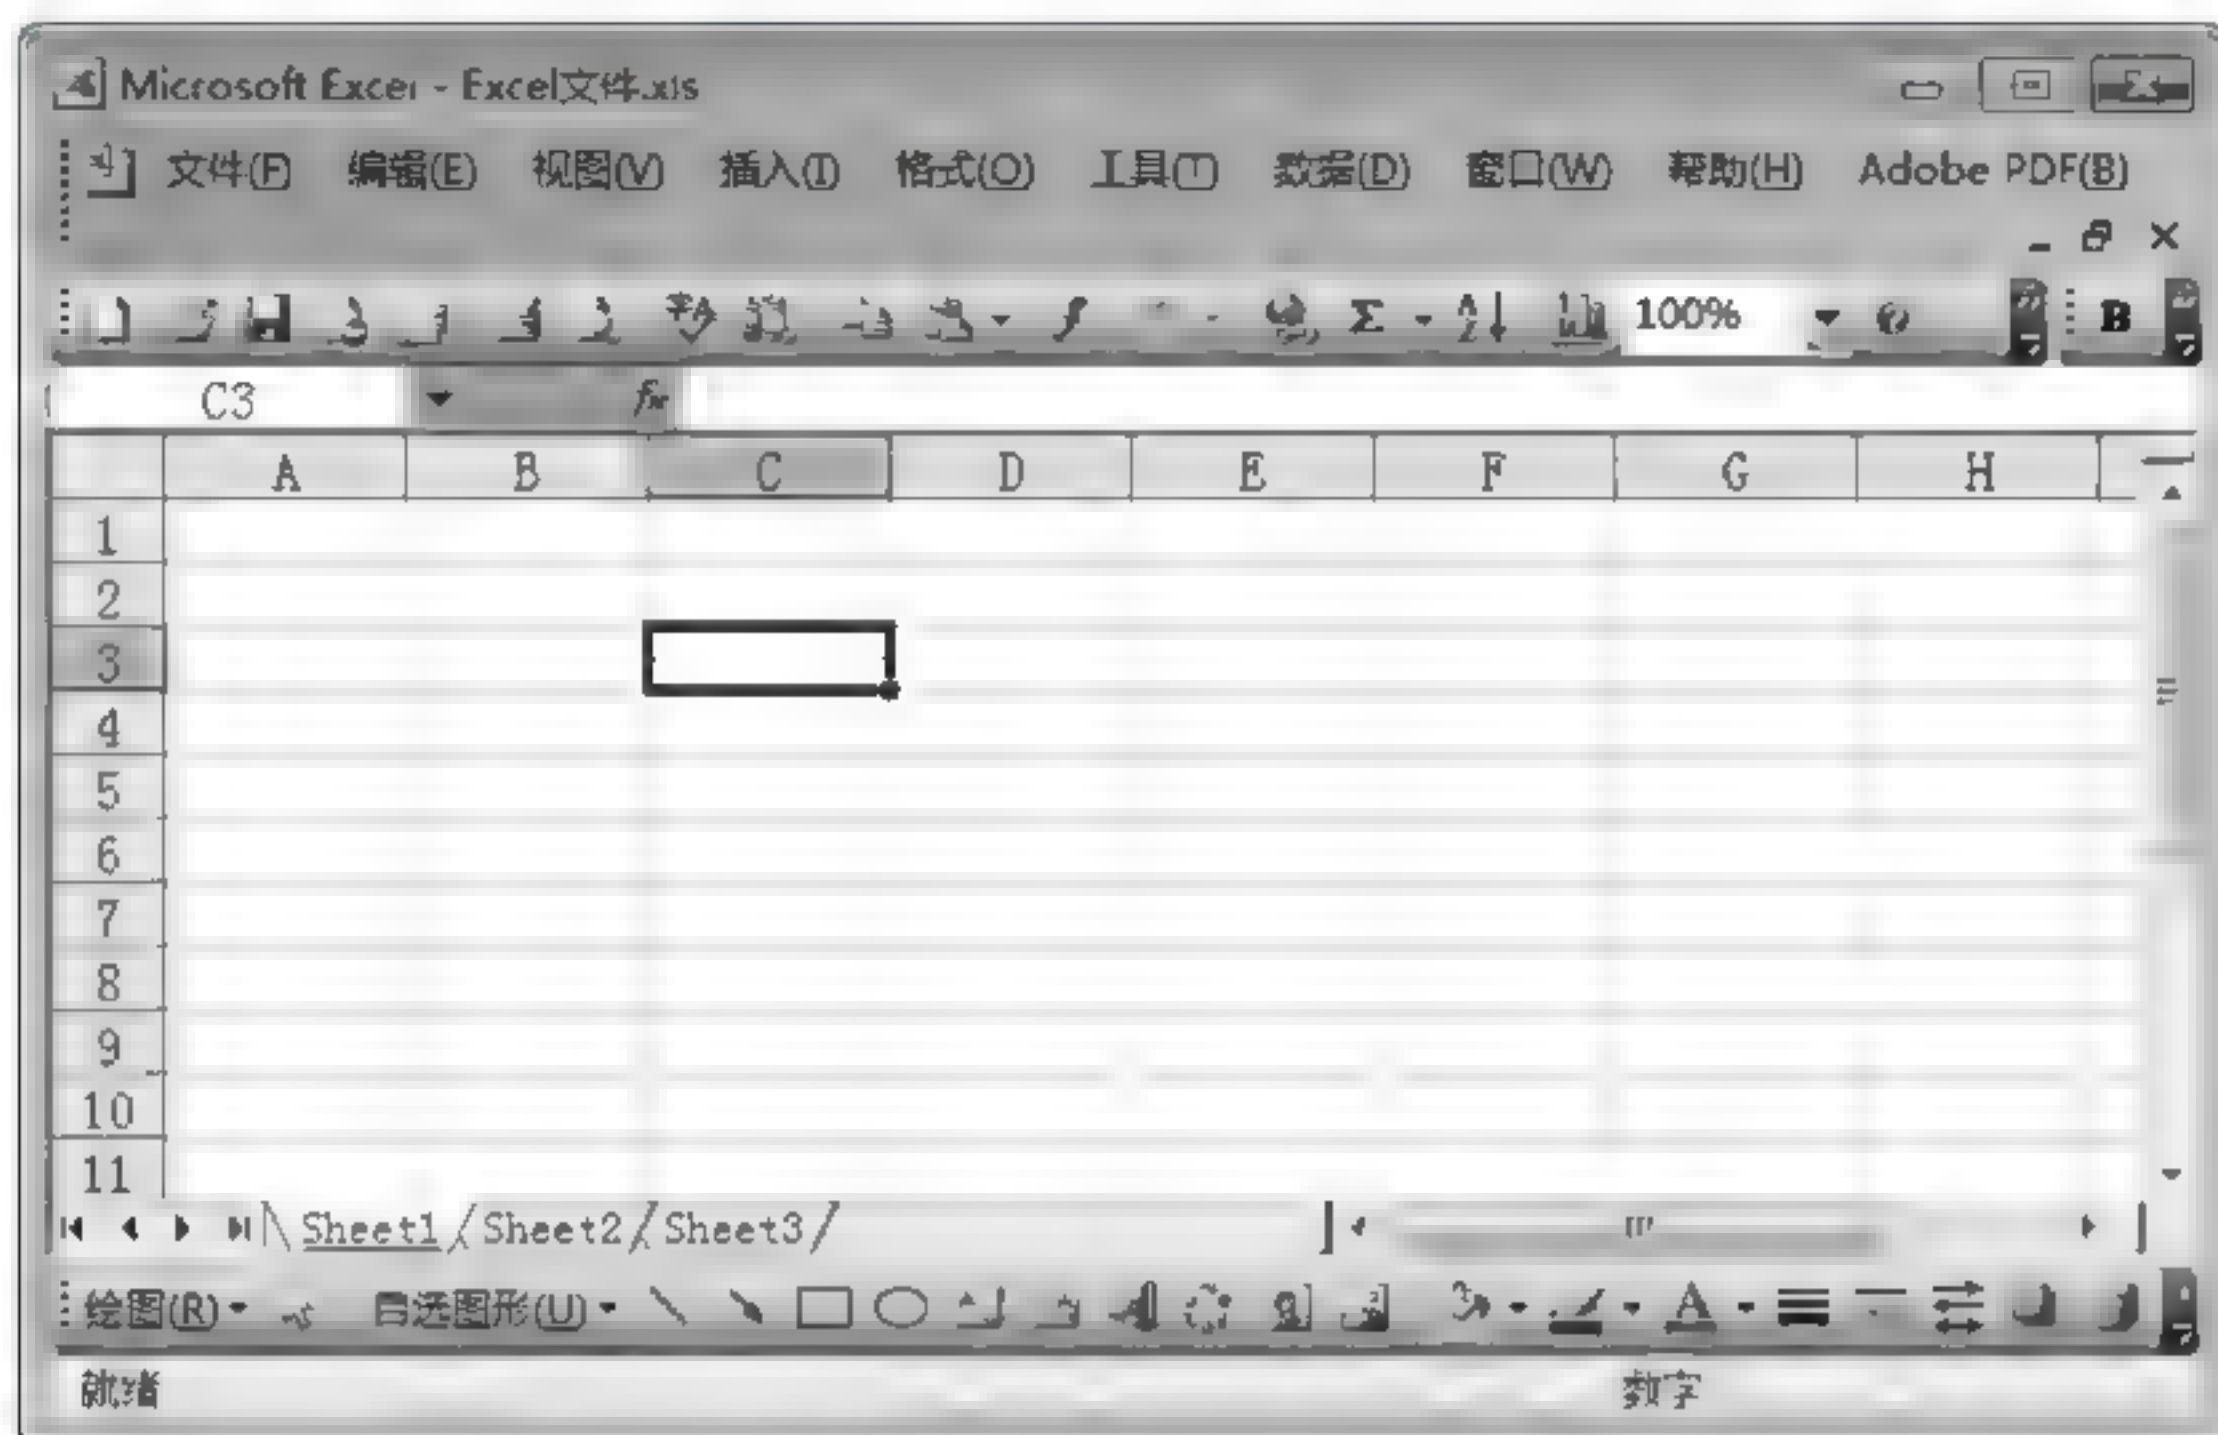 Microsoft Excel - Excel文件.xls
文件(F) 编辑(E) 视图(V) 插入(I) 格式(O) 工具(T) 数据(D) 窗口(W) 帮助(H) Adobe PDF(B)
Σ 100% B
C3 fx
A B C D E F G H
1
2
3
4
5
6
7
8
9
10
11
Sheet1 Sheet2 Sheet3
绘图(R) 自选图形(U) A
就绪 数字